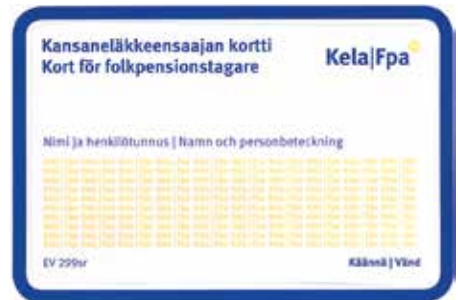 Kansaneläkkeensaajan kortti
Kort för folkpensionstagare
Kela|Fpa
Nimi ja henkilötunnus | Namn och personbeteckning
EV 299sr
Käännä | Vänd